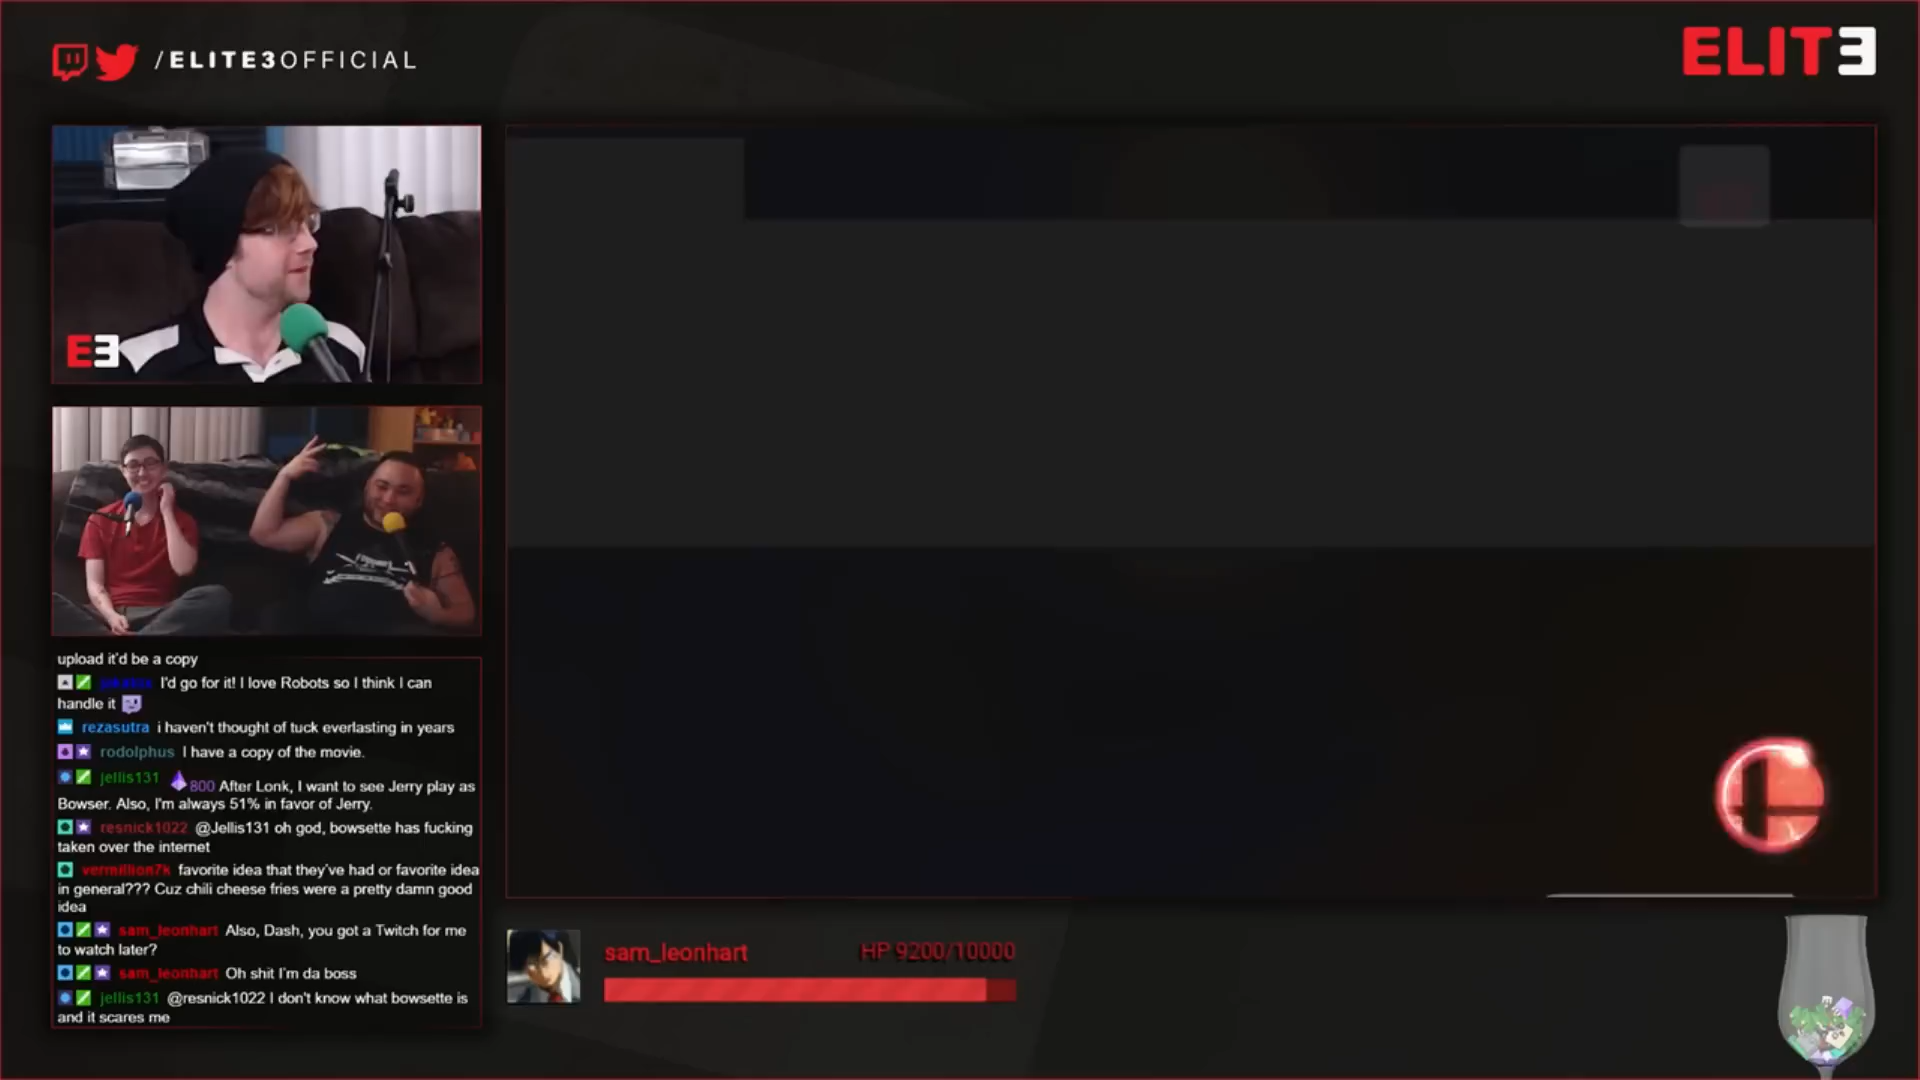 /ELITE3OFFICIAL
ELIT3
E3
upload it'd be a copy
I'd go for it! I love Robots so I think I can
handle it
rezasutra i haven't thought of tuck everlasting in years
rodolphus I have a copy of the movie.
jellis131 800 After Lonk, I want to see Jerry play as
Bowser. Also, I'm always 51% in favor of Jerry.
resnick1022 @Jellis131 oh god, bowsette has fucking
taken over the internet
vermillion7k favorite idea that they've had or favorite idea
in general??? Cuz chili cheese fries were a pretty damn good
idea
sam_leonhart Also, Dash, you got a Twitch for me
to watch later?
sam_leonhart Oh shit I'm da boss
jellis131 @resnick1022 I don't know what bowsette is
and it scares me
sam_leonhart HP 9200/10000